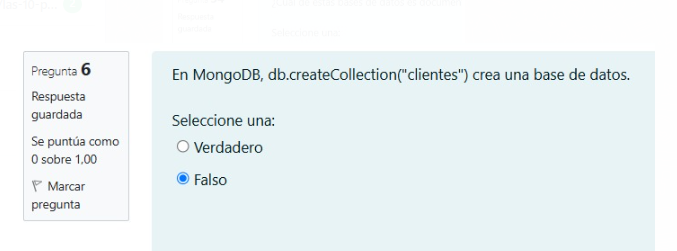 Pregunta 6
Respuesta
guardada
Se puntúa como
0 sobre 1,00
Marcar
pregunta
En MongoDB, db.createCollection("clientes") crea una base de datos.
Seleccione una:
Verdadero
Falso